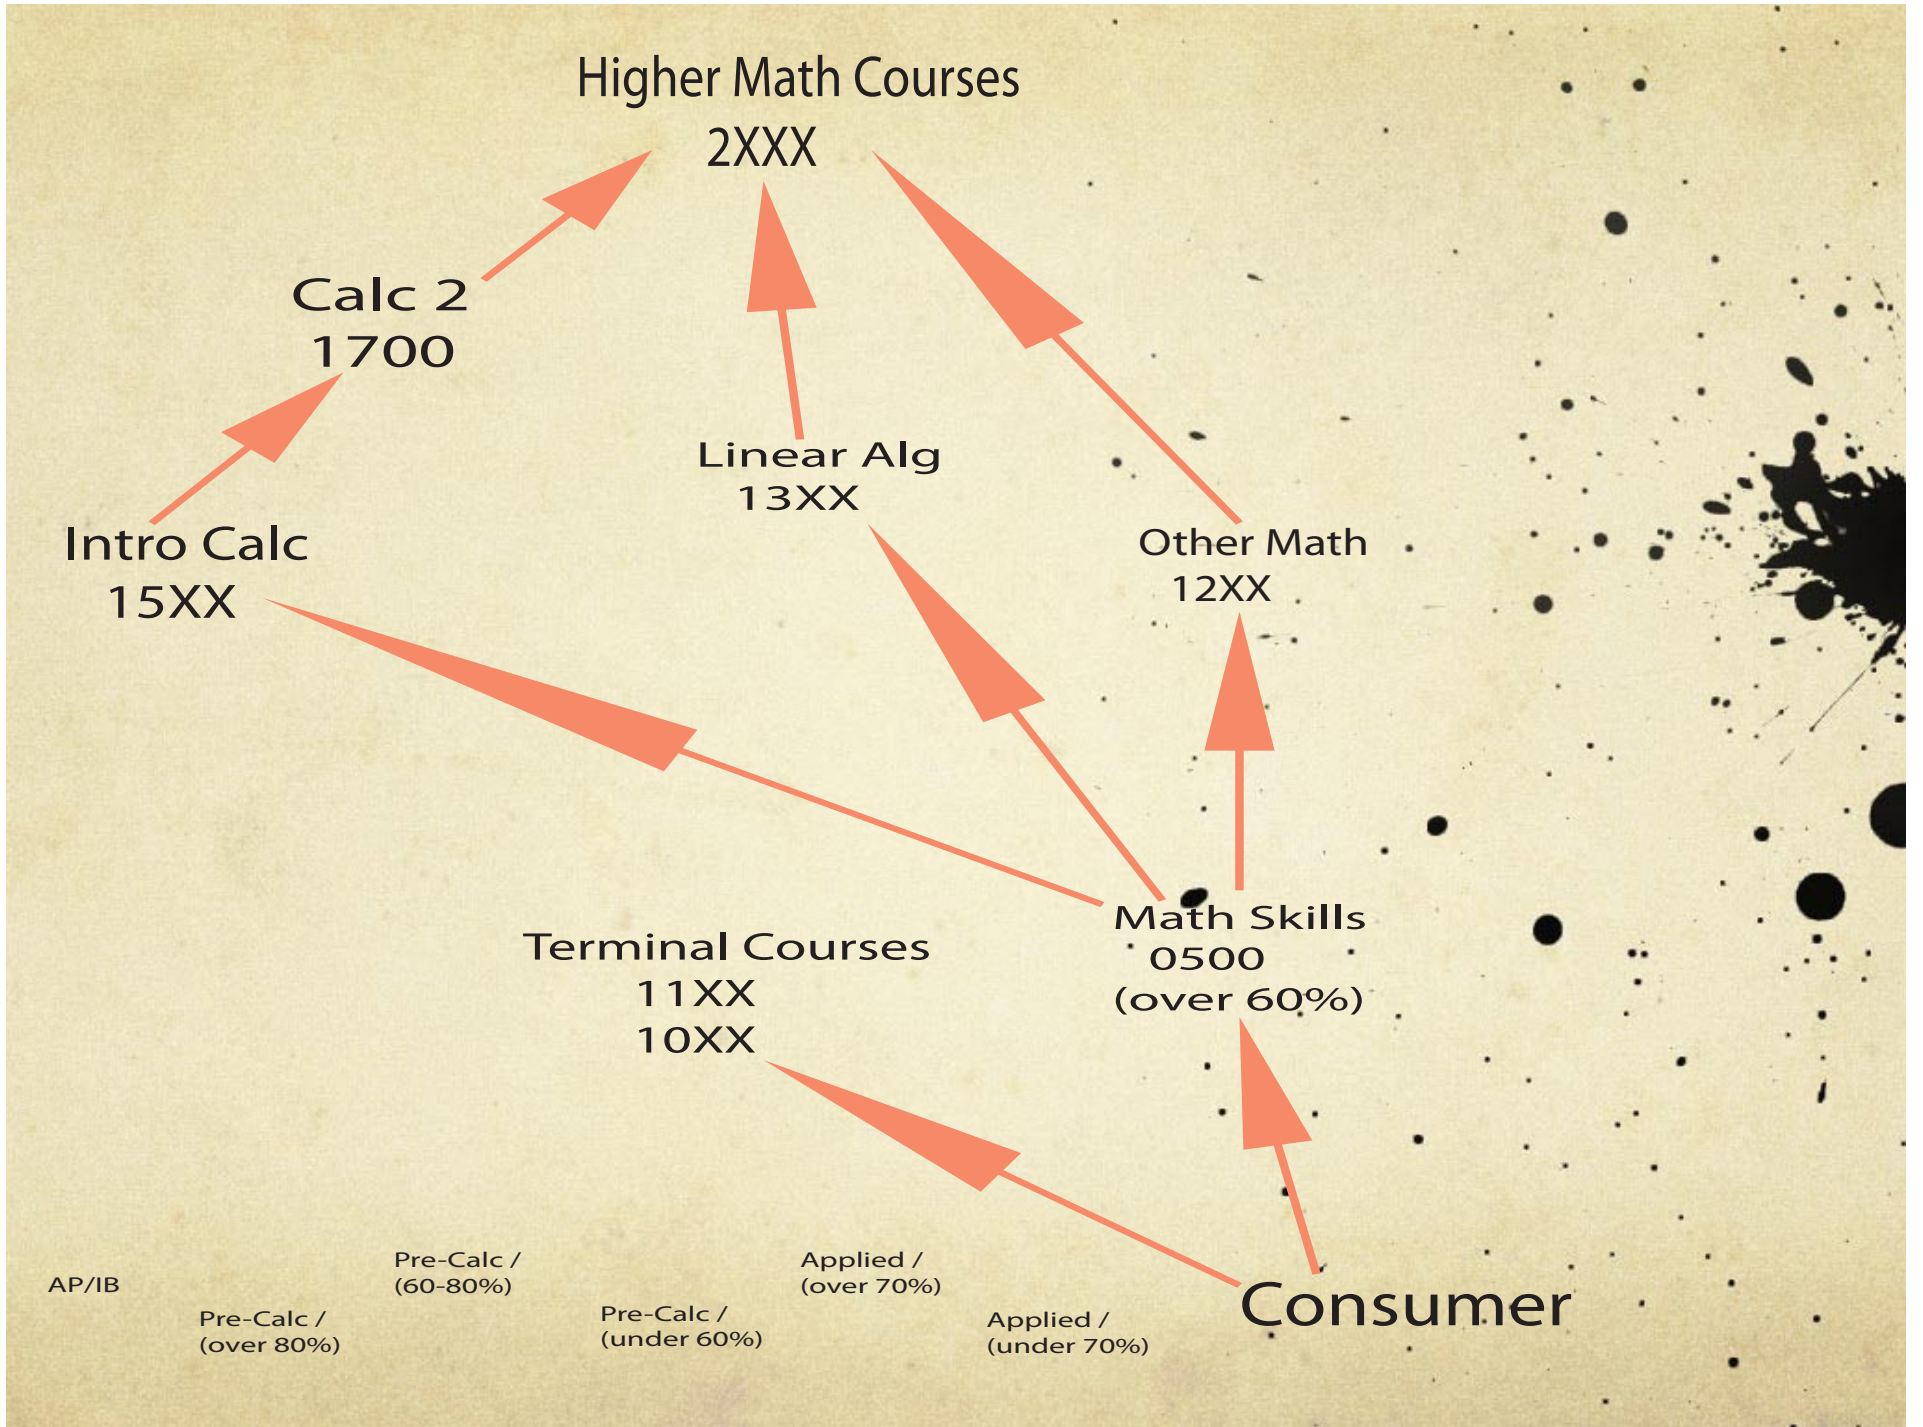 Higher Math Courses
2XXX
Calc 2
1700
Linear Alg
13XX
Intro Calc
15XX
Other Math
12XX
Math Skills
0500
(over 60%)
Terminal Courses
11XX
10XX
AP/IB
Pre-Calc /
(over 80%)
Pre-Calc /
(60-80%)
Pre-Calc /
(under 60%)
Applied /
(over 70%)
Applied /
(under 70%)
Consumer